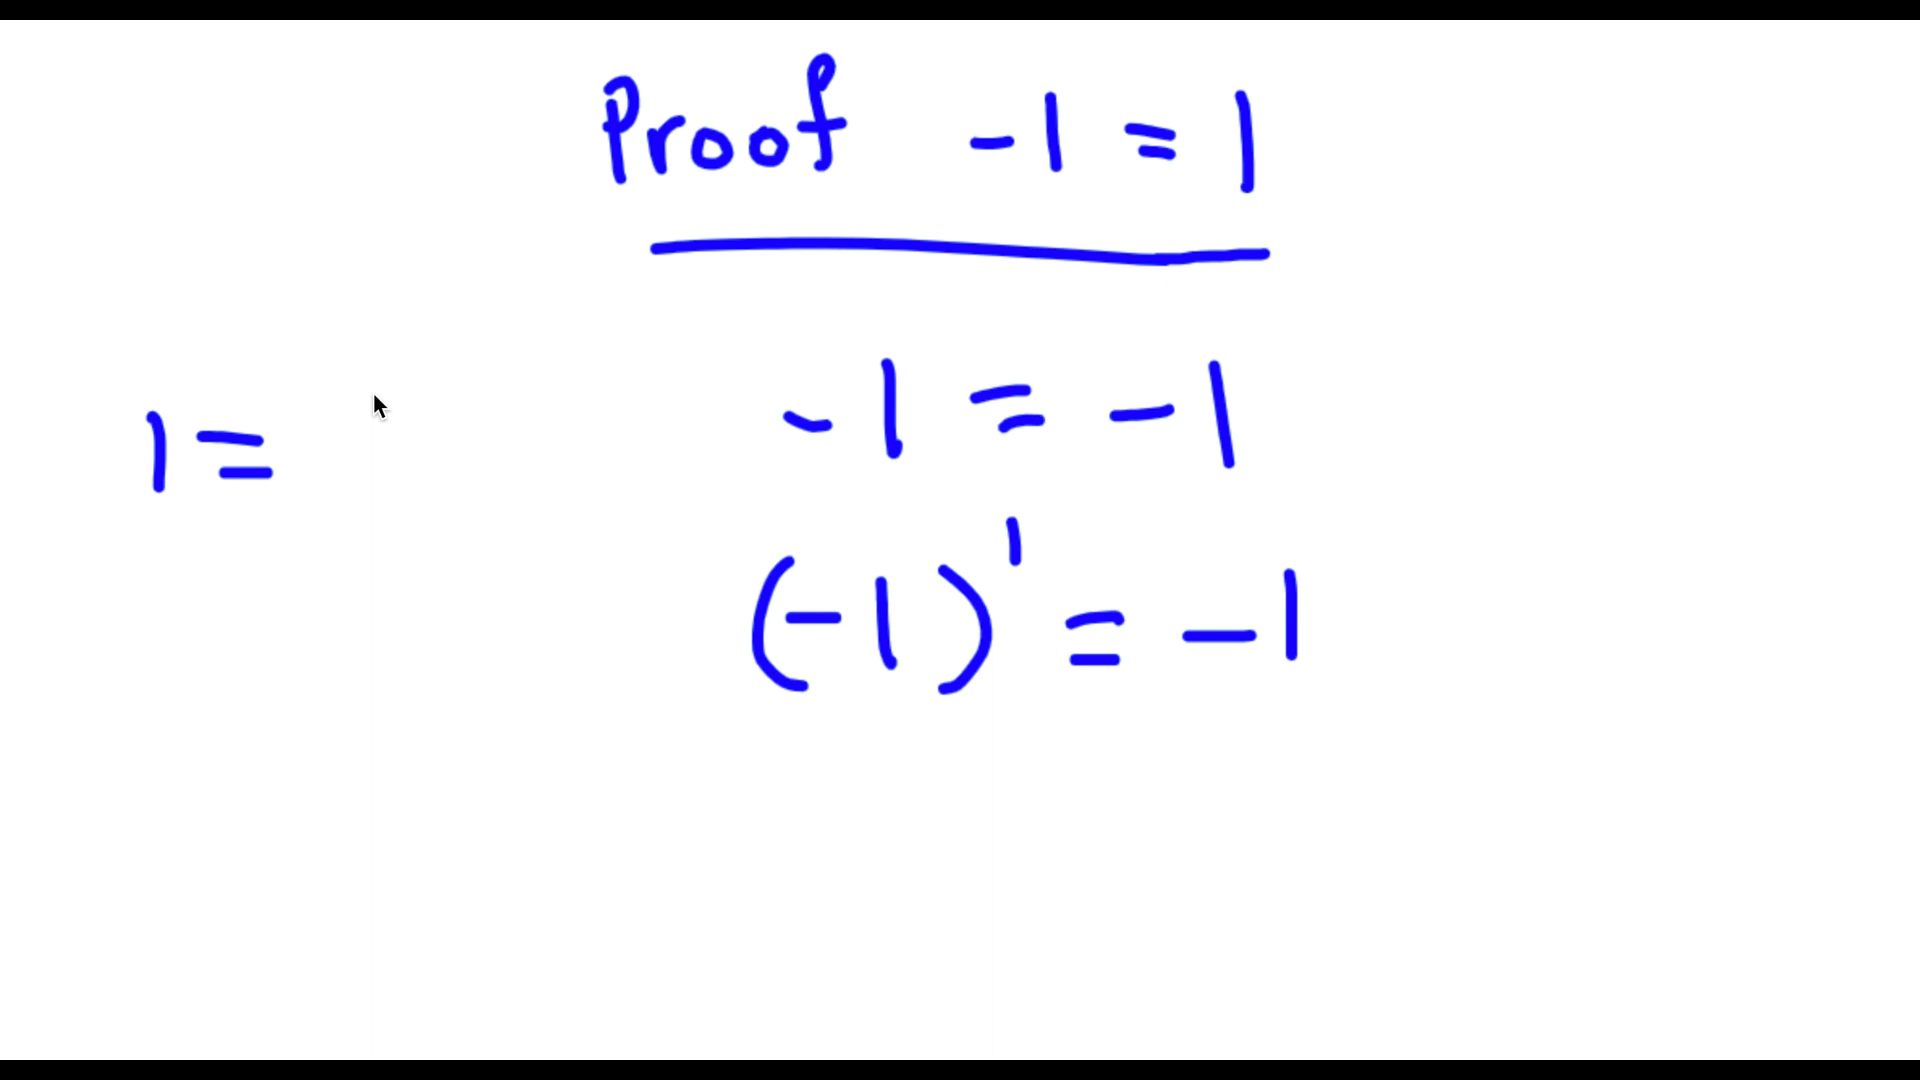 Proof -1 = 1
-1 = -1
1 =
(-1)¹ = -1